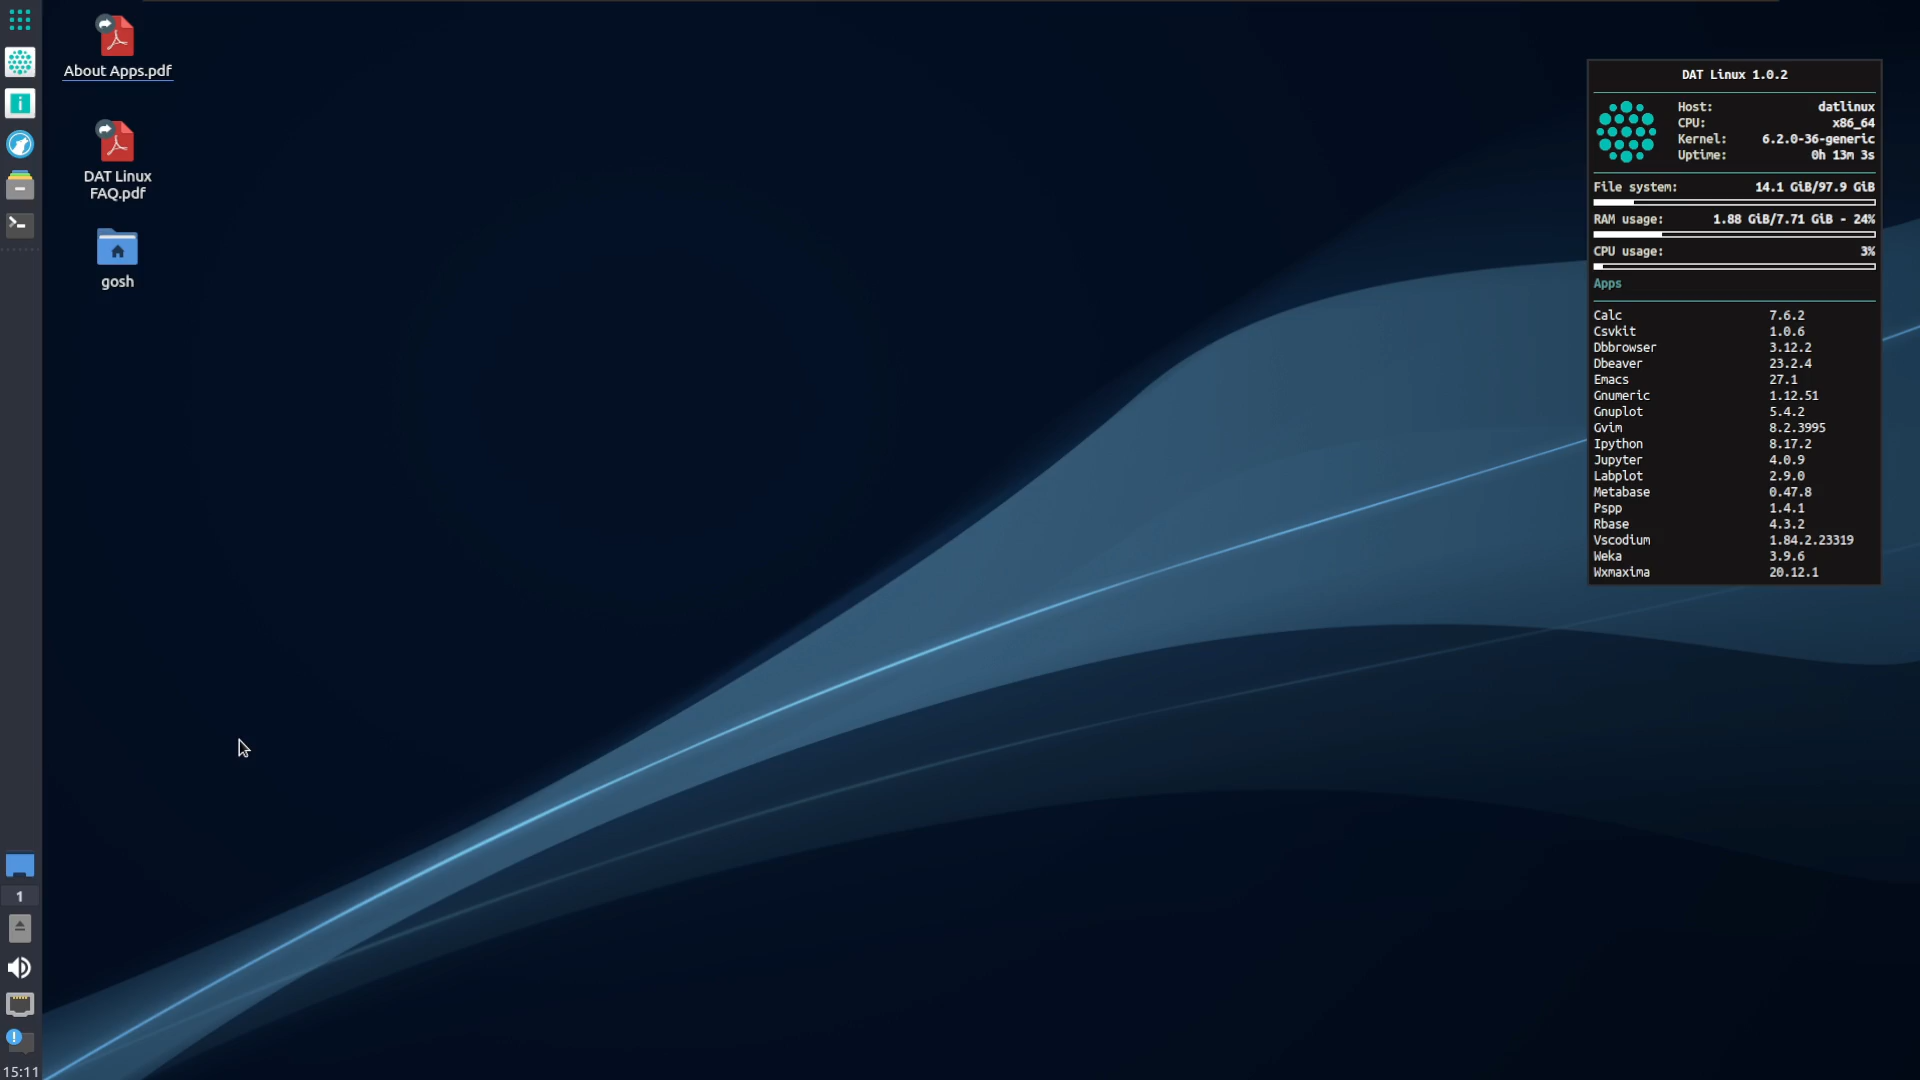 About Apps.pdf
DAT Linux
FAQ.pdf
gosh
1
15:11
DAT Linux 1.0.2
Host: datlinux
CPU: x86_64
Kernel: 6.2.0-36-generic
Uptime: 0h 13m 3s
File system: 14.1 GiB/97.9 GiB
RAM usage: 1.88 GiB/7.71 GiB - 24%
CPU usage: 3%
Apps
Calc 7.6.2
Csvkit 1.0.6
Dbbrowser 3.12.2
Dbeaver 23.2.4
Emacs 27.1
Gnumeric 1.12.51
Gnuplot 5.4.2
Gvim 8.2.3995
Ipython 8.17.2
Jupyter 4.0.9
Labplot 2.9.0
Metabase 0.47.8
Pspp 1.4.1
Rbase 4.3.2
Vscodium 1.84.2.23319
Weka 3.9.6
Wxmaxima 20.12.1